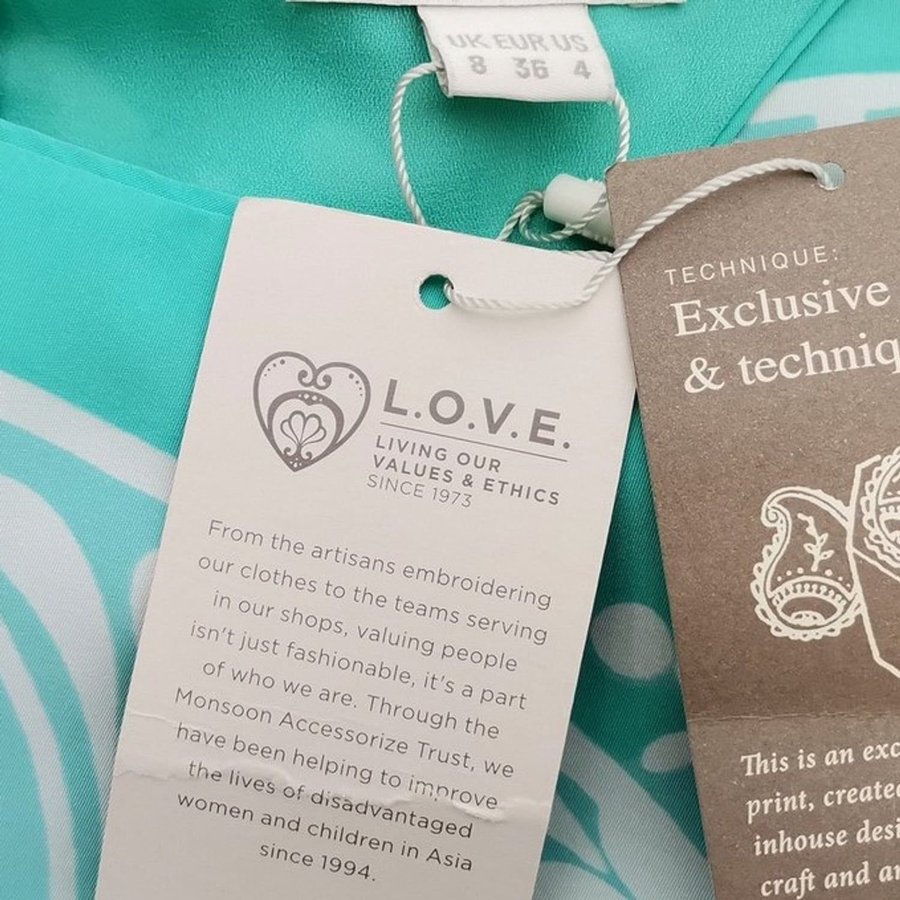 UK EUR US
8 36 4
TECHNIQUE:
Exclusive
& techniq
L.O.V.E.
LIVING OUR
VALUES & ETHICS
SINCE 1973
From the artisans embroidering
our clothes to the teams serving
in our shops, valuing people
isn't just fashionable, it's a part
of who we are. Through the
Monsoon Accessorize Trust, we
have been helping to improve
the lives of disadvantaged
women and children in Asia
since 1994.
This is an exc
print, create
inhouse desi
craft and ar